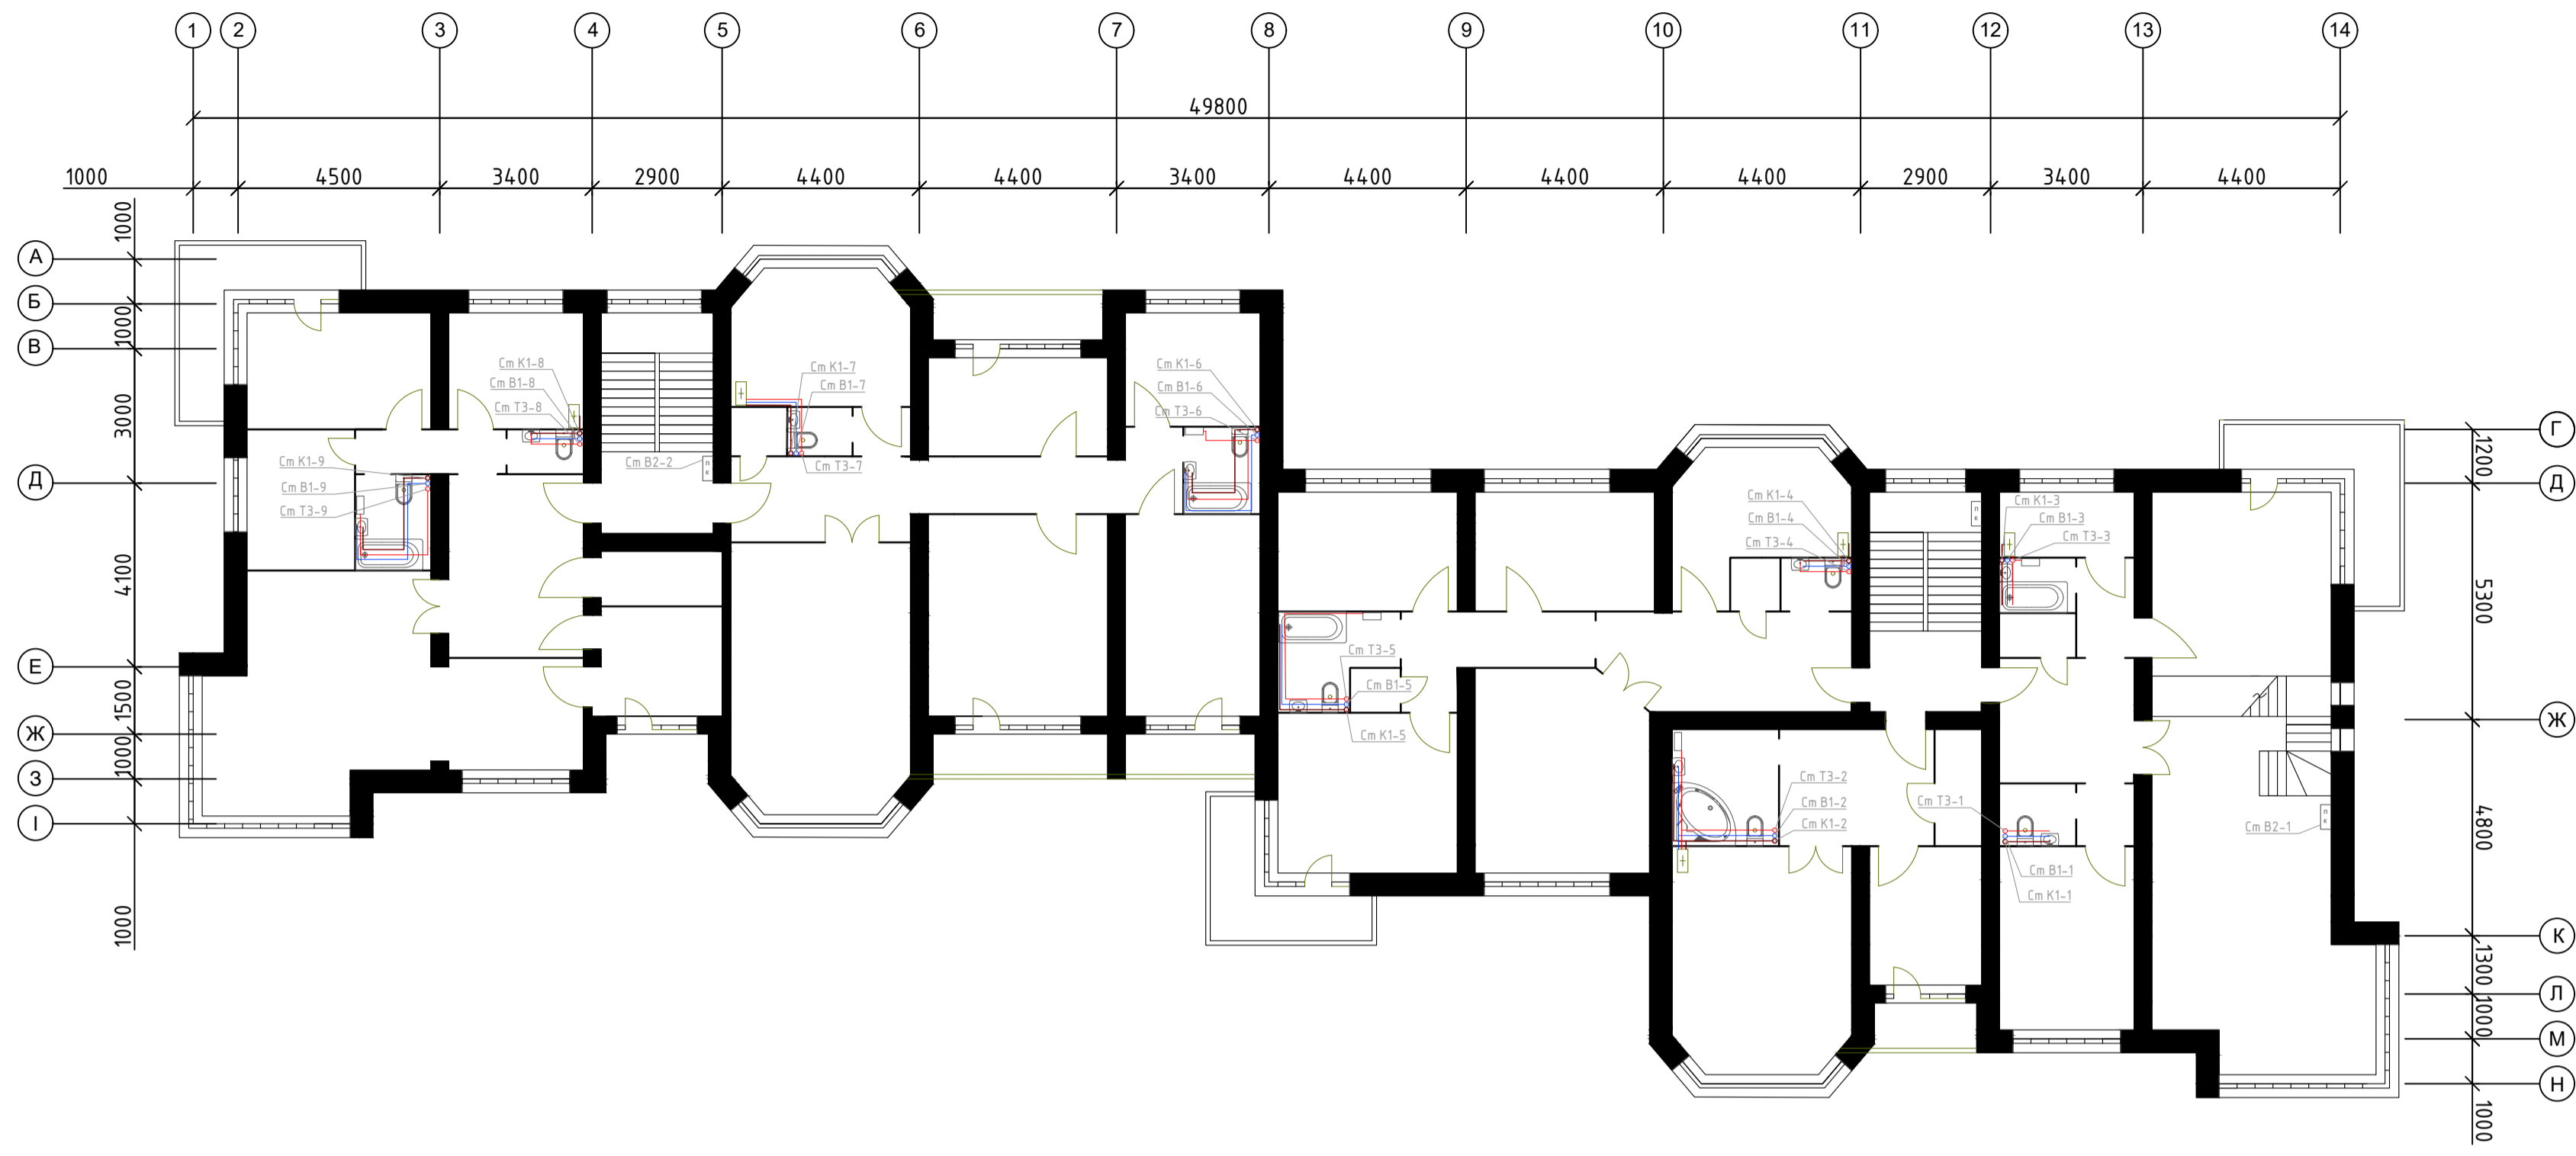 1 2 3 4 5 6 7 8 9 10 11 12 13 14
49800
1000 4500 3400 2900 4400 4400 3400 4400 4400 4400 2900 3400 4400
1000
А
Б
1000
В
3000
Д
4100
Е
1500
Ж
1000
З
І
1000
Г
1200
Д
5300
Ж
4800
К
1300
Л
1000
М
Н
1000
Ст К1-9
Ст В1-9
Ст Т3-9
Ст К1-8
Ст В1-8
Ст Т3-8
Ст В2-2
п
к
Ст К1-7
Ст В1-7
Ст Т3-7
Ст К1-6
Ст В1-6
Ст Т3-6
Ст Т3-5
Ст В1-5
Ст К1-5
Ст К1-4
Ст В1-4
Ст Т3-4
п
к
Ст К1-3
Ст В1-3
Ст Т3-3
Ст Т3-2
Ст В1-2
Ст К1-2
Ст Т3-1
Ст В1-1
Ст К1-1
Ст В2-1
п
к